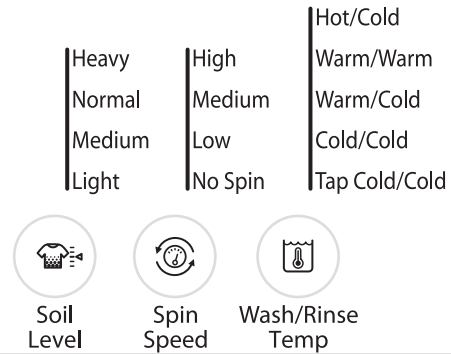 Hot/Cold
Heavy High Warm/Warm
Normal Medium Warm/Cold
Medium Low Cold/Cold
Light No Spin Tap Cold/Cold
Soil Level
Spin Speed
Wash/Rinse Temp